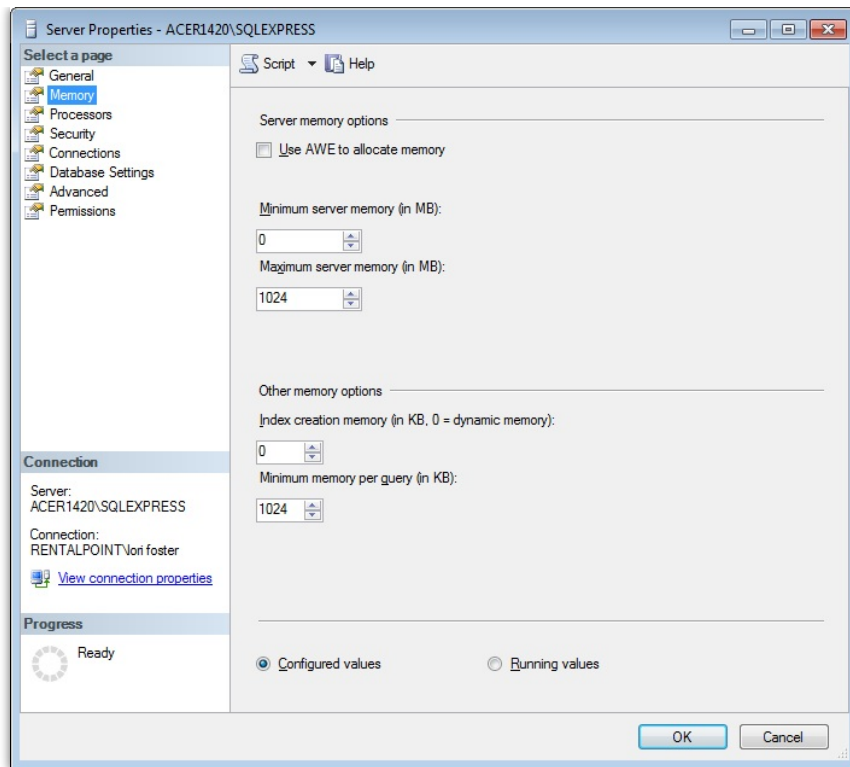 Server Properties - ACER1420\SQLEXPRESS
Select a page
General
Memory
Processors
Security
Connections
Database Settings
Advanced
Permissions
Script
Help
Server memory options
Use AWE to allocate memory
Minimum server memory (in MB):
0
Maximum server memory (in MB):
1024
Other memory options
Index creation memory (in KB, 0 = dynamic memory):
0
Minimum memory per query (in KB):
1024
Connection
Server:
ACER1420\SQLEXPRESS
Connection:
RENTALPOINT\lori foster
View connection properties
Progress
Ready
Configured values
Running values
OK
Cancel